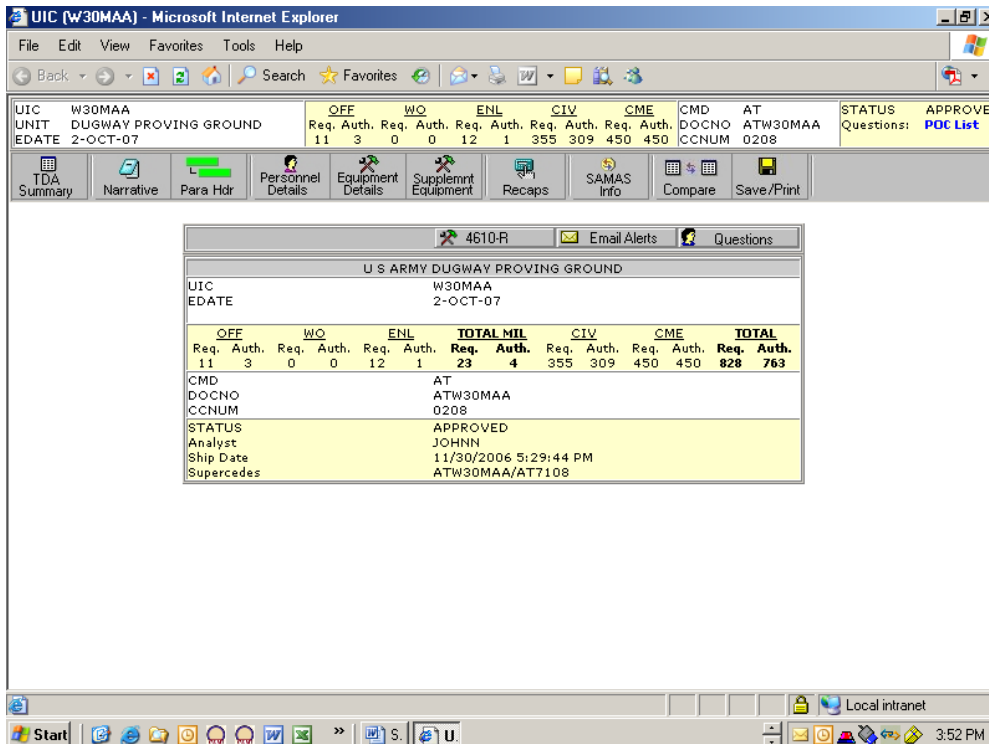 UIC (W30MAA) - Microsoft Internet Explorer
File Edit View Favorites Tools Help
Back Search Favorites
UIC W30MAA OFF WO ENL CIV CME CMD AT STATUS APPROVE
UNIT DUGWAY PROVING GROUND Req. Auth. Req. Auth. Req. Auth. Req. Auth. Req. Auth. DOCNO ATW30MAA Questions: POC List
EDATE 2-OCT-07 11 3 0 0 12 1 355 309 450 450 CCNUM 0208
TDA Summary Narrative Para Hdr Personnel Details Equipment Details Supplemnt Equipment Recaps SAMAS Info Compare Save/Print
4610-R Email Alerts Questions
U S ARMY DUGWAY PROVING GROUND
UIC W30MAA
EDATE 2-OCT-07
OFF WO ENL TOTAL MIL CIV CME TOTAL
Req. Auth. Req. Auth. Req. Auth. Req. Auth. Req. Auth. Req. Auth. Req. Auth.
11 3 0 0 12 1 23 4 355 309 450 450 828 763
CMD AT
DOCNO ATW30MAA
CCNUM 0208
STATUS APPROVED
Analyst JOHNN
Ship Date 11/30/2006 5:29:44 PM
Supercedes ATW30MAA/AT7108
Local intranet
Start » S. U. 3:52 PM